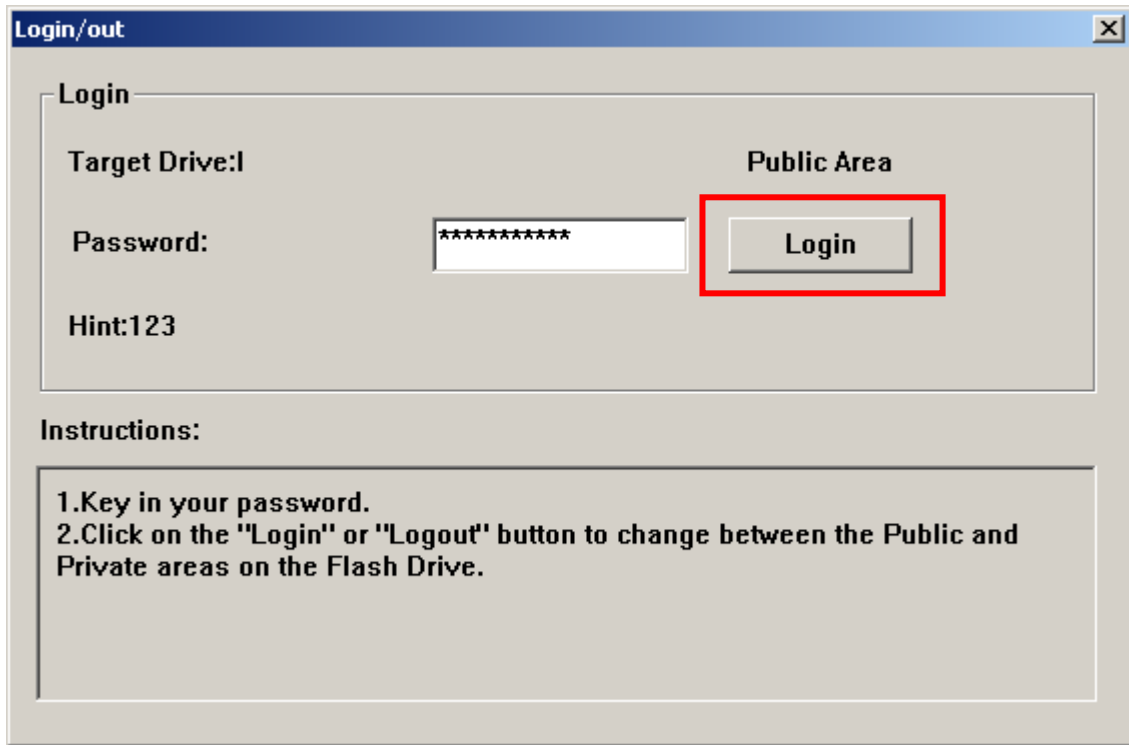 Login/out
Login
Target Drive:I
Public Area
Password:
***********
Login
Hint:123
Instructions:
1.Key in your password.
2.Click on the "Login" or "Logout" button to change between the Public and
Private areas on the Flash Drive.